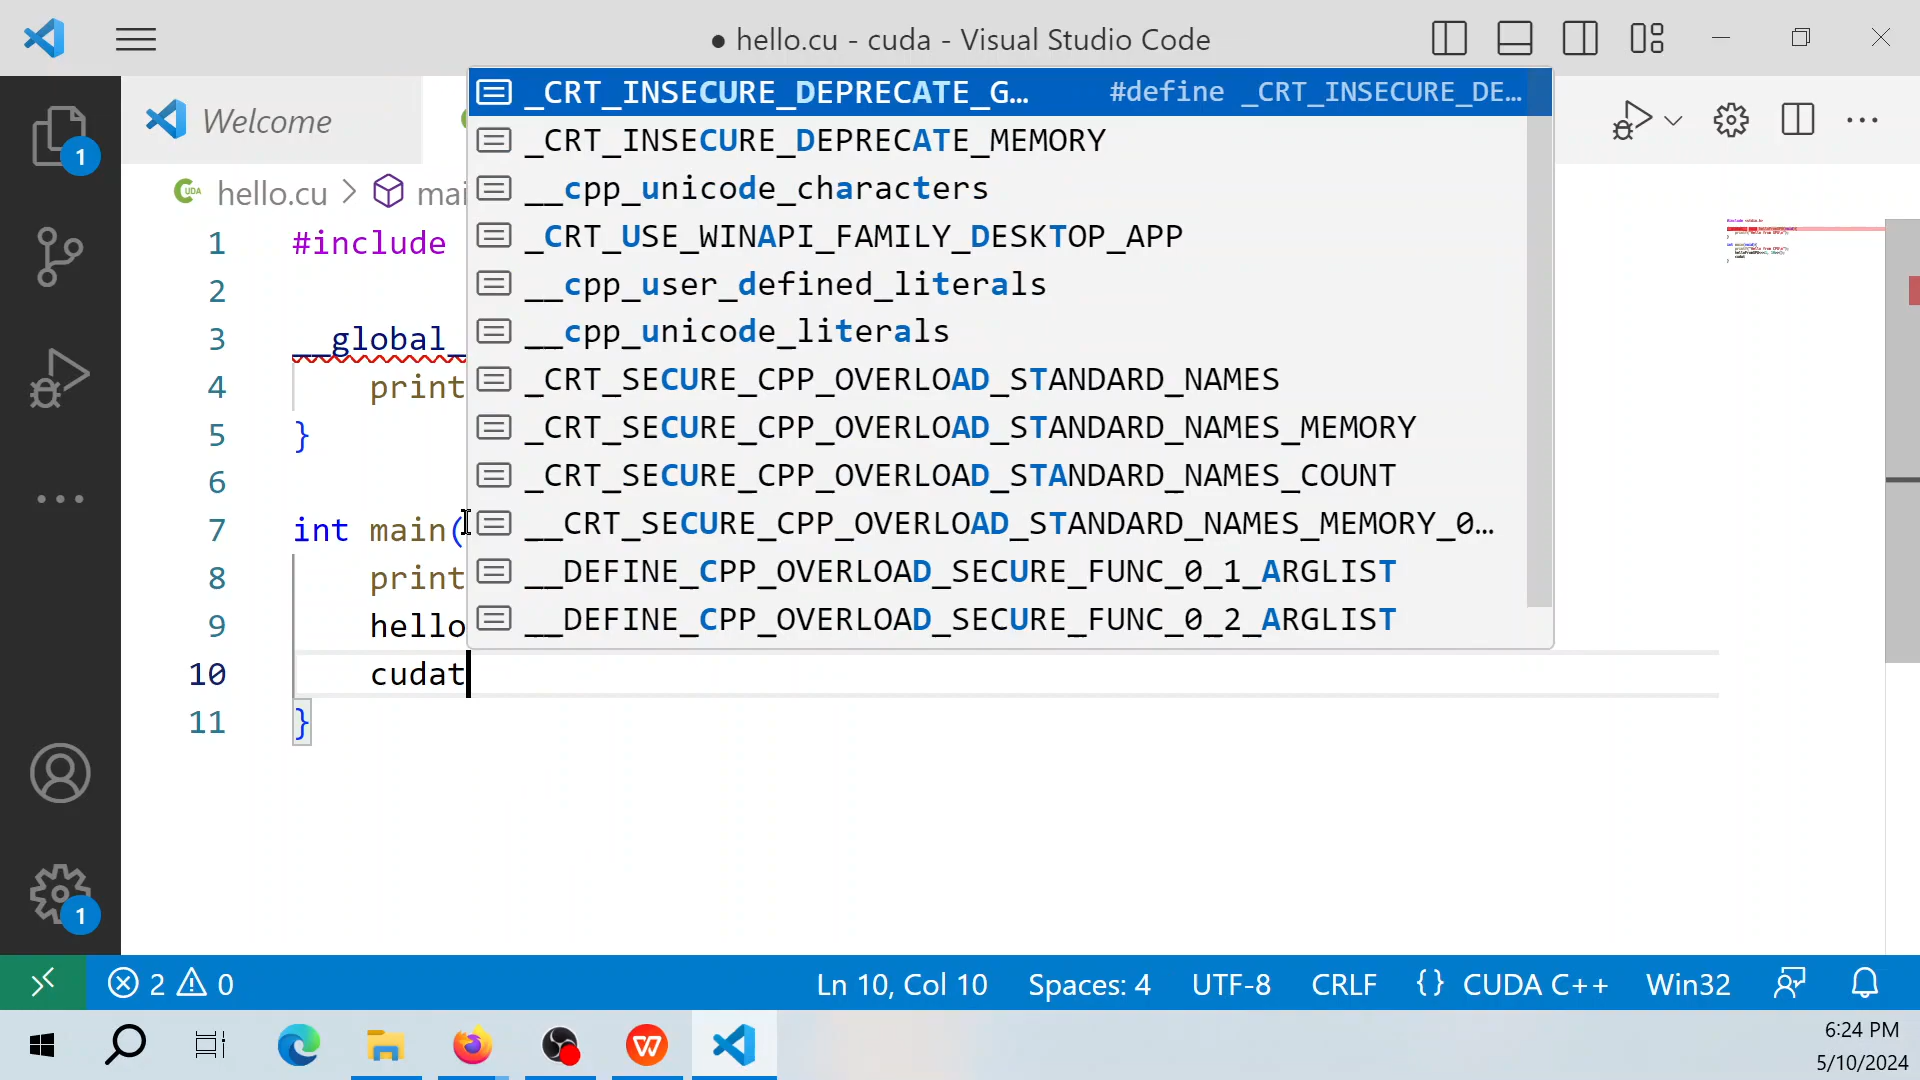 ● hello.cu - cuda - Visual Studio Code
1
Welcome
hello.cu > mai
_CRT_INSECURE_DEPRECATE_G... #define _CRT_INSECURE_DE...
_CRT_INSECURE_DEPRECATE_MEMORY
__cpp_unicode_characters
_CRT_USE_WINAPI_FAMILY_DESKTOP_APP
__cpp_user_defined_literals
__cpp_unicode_literals
_CRT_SECURE_CPP_OVERLOAD_STANDARD_NAMES
_CRT_SECURE_CPP_OVERLOAD_STANDARD_NAMES_MEMORY
_CRT_SECURE_CPP_OVERLOAD_STANDARD_NAMES_COUNT
__CRT_SECURE_CPP_OVERLOAD_STANDARD_NAMES_MEMORY_0...
__DEFINE_CPP_OVERLOAD_SECURE_FUNC_0_1_ARGLIST
__DEFINE_CPP_OVERLOAD_SECURE_FUNC_0_2_ARGLIST
1 #include
2
3 __global_
4 print
5 }
6
7 int main(
8 print
9 hello
10 cudat
11 }
1
2 0 Ln 10, Col 10 Spaces: 4 UTF-8 CRLF {} CUDA C++ Win32
6:24 PM
5/10/2024